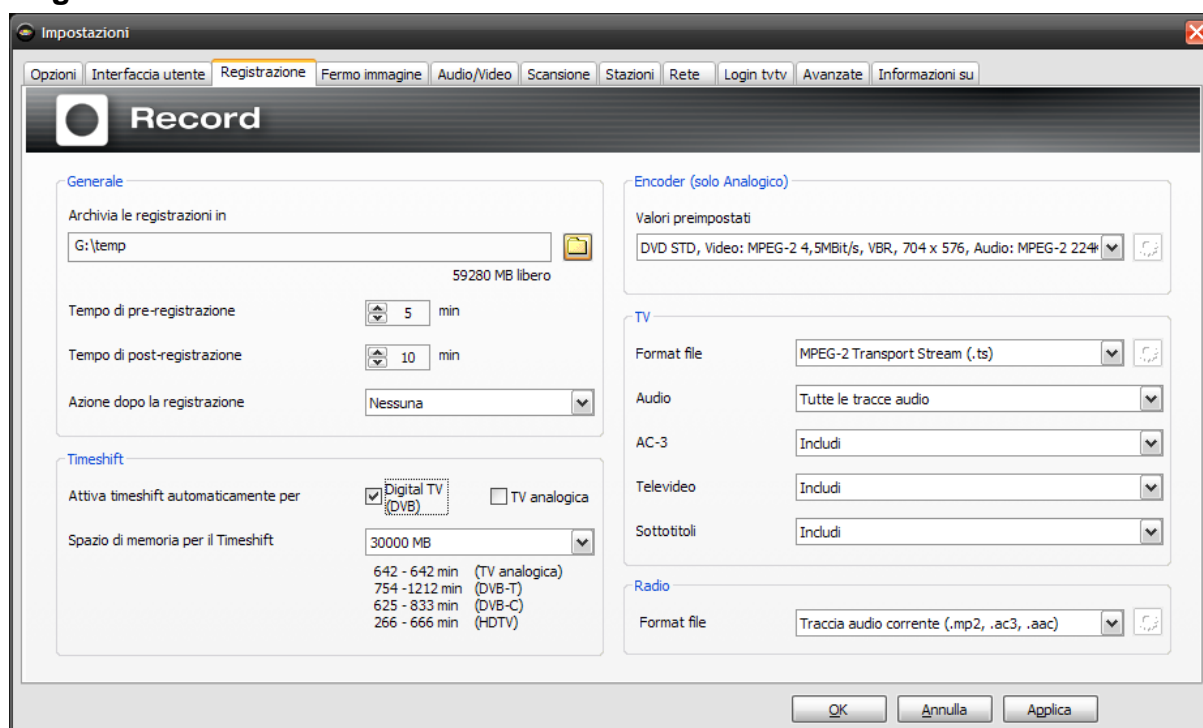 Impostazioni
Opzioni Interfaccia utente Registrazione Fermo immagine Audio/Video Scansione Stazioni Rete Login tvtv Avanzate Informazioni su
Record
Generale
Archivia le registrazioni in
G:\temp
59280 MB libero
Tempo di pre-registrazione 5 min
Tempo di post-registrazione 10 min
Azione dopo la registrazione Nessuna
Timeshift
Attiva timeshift automaticamente per Digital TV (DVB) TV analogica
Spazio di memoria per il Timeshift 30000 MB
642 - 642 min (TV analogica)
754 -1212 min (DVB-T)
625 - 833 min (DVB-C)
266 - 666 min (HDTV)
Encoder (solo Analogico)
Valori preimpostati
DVD STD, Video: MPEG-2 4,5MBit/s, VBR, 704 x 576, Audio: MPEG-2 224
TV
Format file MPEG-2 Transport Stream (.ts)
Audio Tutte le tracce audio
AC-3 Includi
Televideo Includi
Sottotitoli Includi
Radio
Format file Traccia audio corrente (.mp2, .ac3, .aac)
OK Annulla Applica